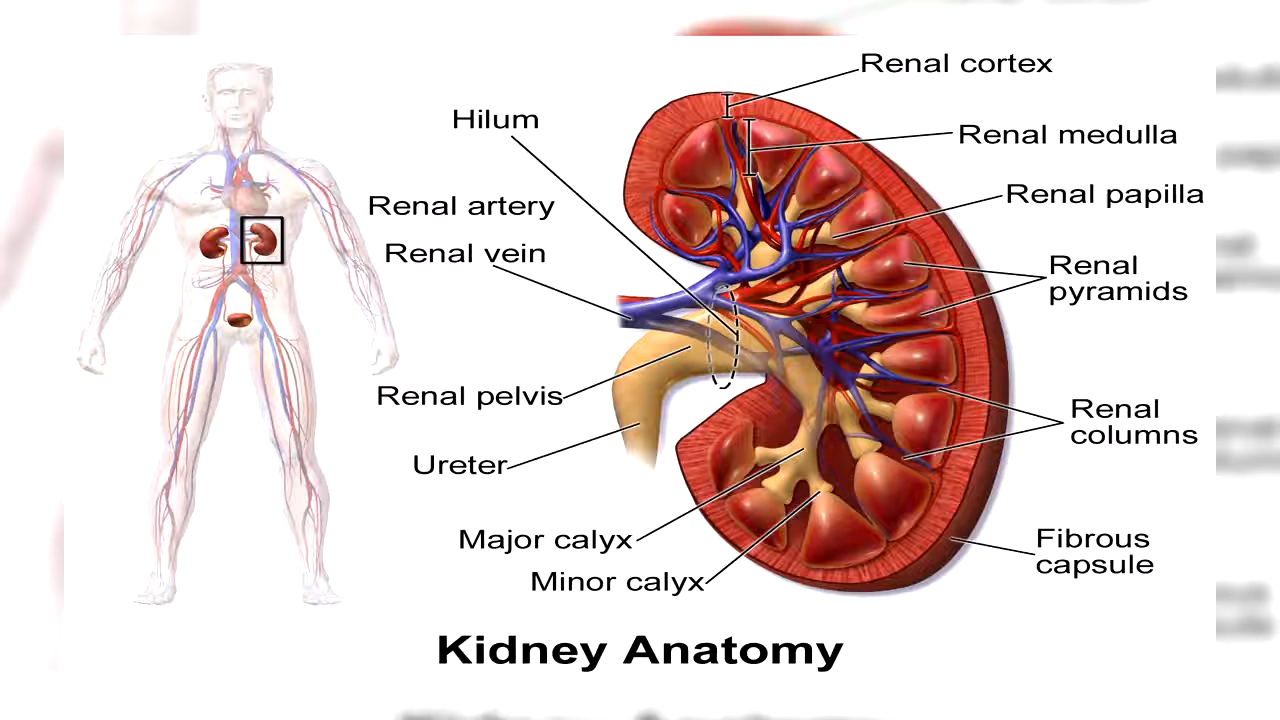 Renal cortex
Hilum
Renal medulla
Renal papilla
Renal artery
Renal vein
Renal
pyramids
Renal pelvis
Renal
columns
Ureter
Major calyx
Fibrous
capsule
Minor calyx
Kidney Anatomy